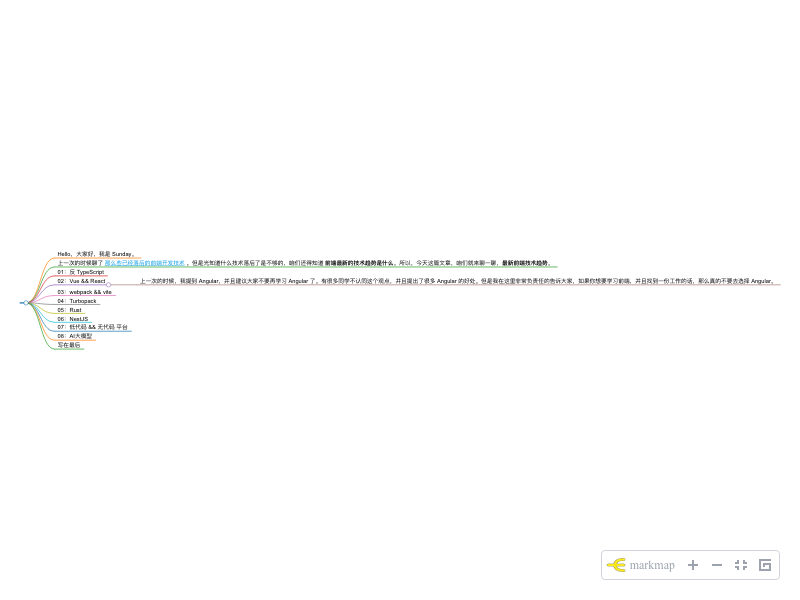 Hello，大家好，我是 Sunday。
上一次的时候聊了 那么些已经落后的前端开发技术 ，但是光知道什么技术落后了是不够的，咱们还得知道 前端最新的技术趋势是什么。所以，今天这篇文章，咱们就来聊一聊，最新前端技术趋势。
01：反 TypeScript
02：Vue && React
上一次的时候，我提到 Angular，并且建议大家不要再学习 Angular 了。有很多同学不认同这个观点，并且提出了很多 Angular 的好处。但是我在这里非常负责任的告诉大家，如果你想要学习前端，并且找到一份工作的话，那么真的不要去选择 Angular。
03：webpack && vite
04：Turbopack
05：Rust
06：NestJS
07：低代码 && 无代码 平台
08：AI大模型
写在最后
markmap